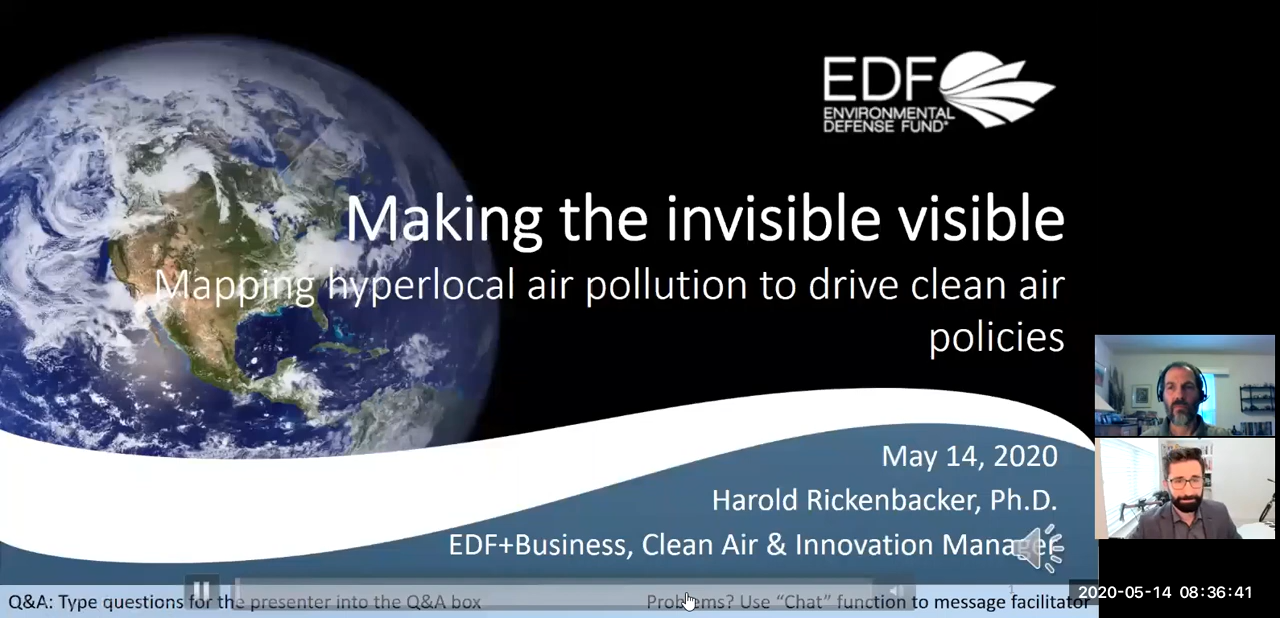 EDF
ENVIRONMENTAL
DEFENSE FUND
Making the invisible visible
Mapping hyperlocal air pollution to drive clean air
policies
May 14, 2020
Harold Rickenbacker, Ph.D.
EDF+Business, Clean Air & Innovation Manager
1
Q&A: Type questions for the presenter into the Q&A box
Problems? Use “Chat” function to message facilitator
2020-05-14 08:36:41